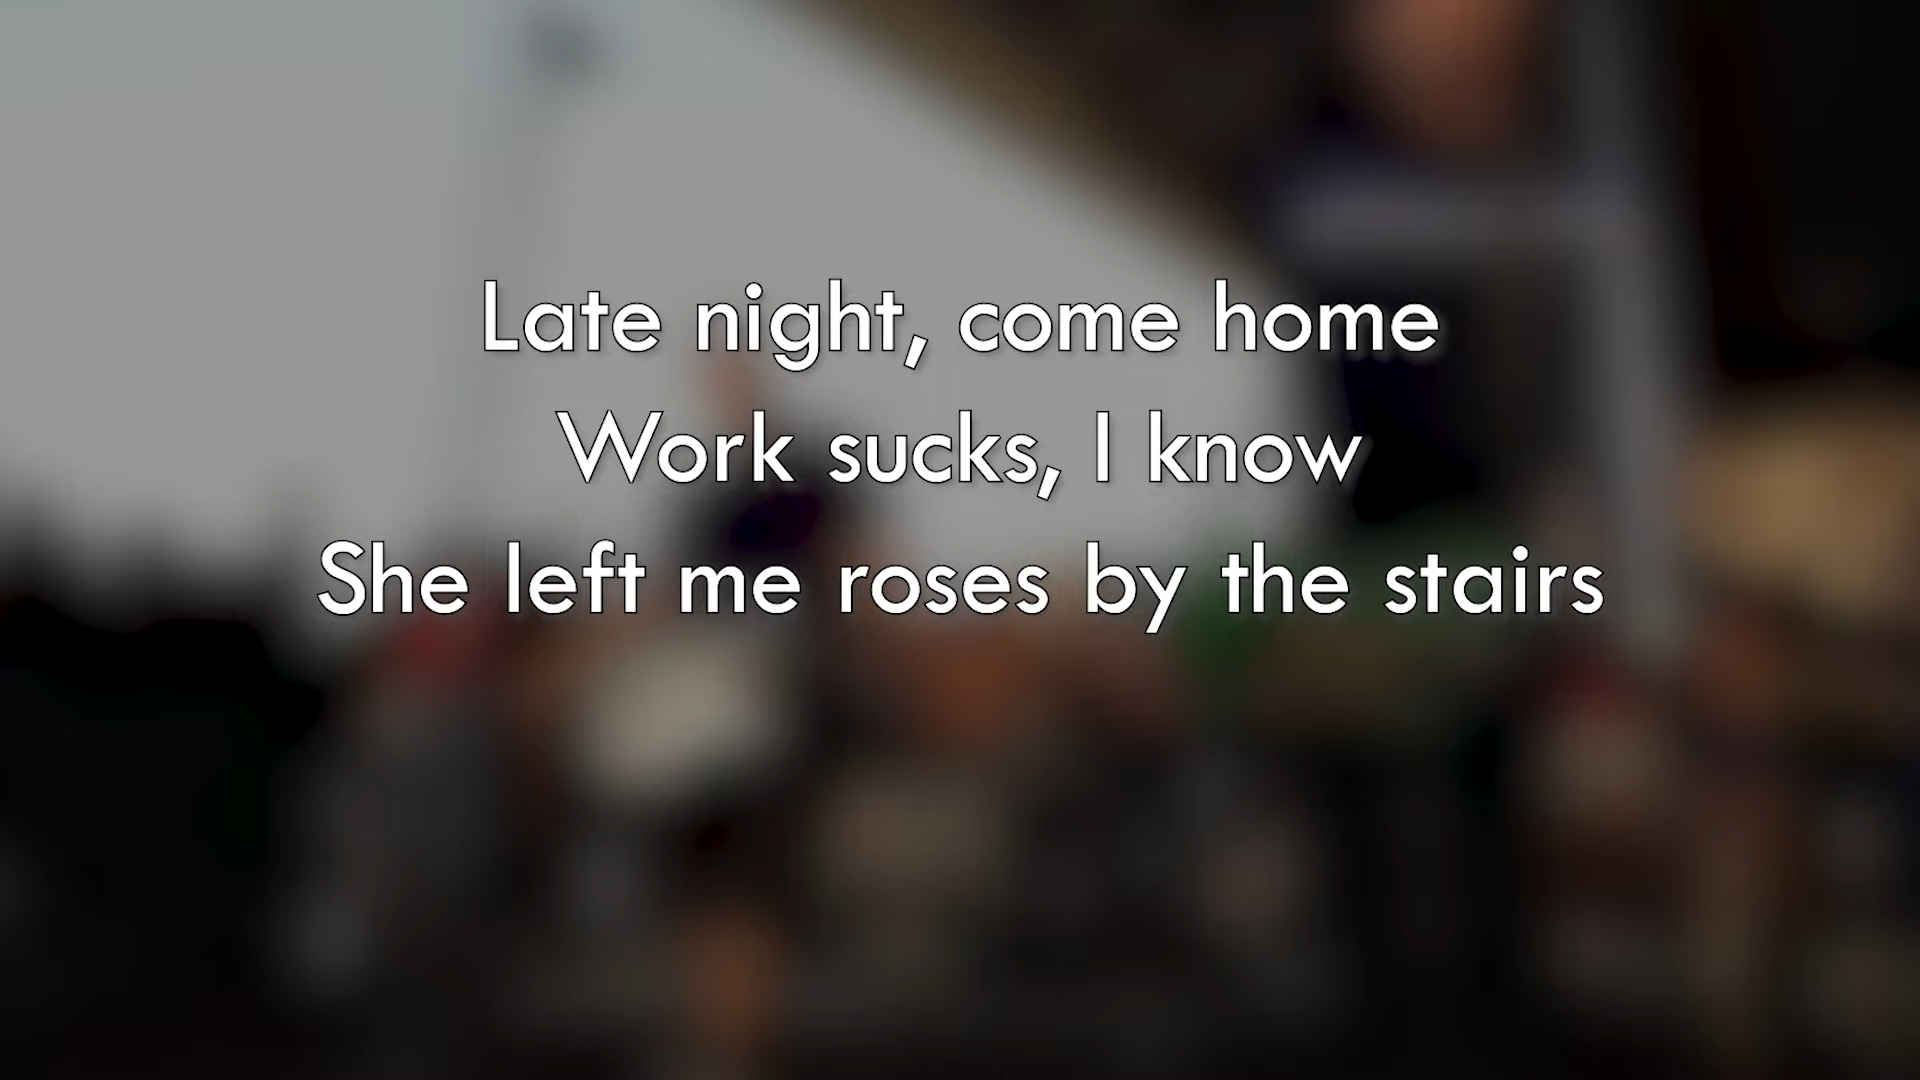 Late night, come home
Work sucks, I know
She left me roses by the stairs